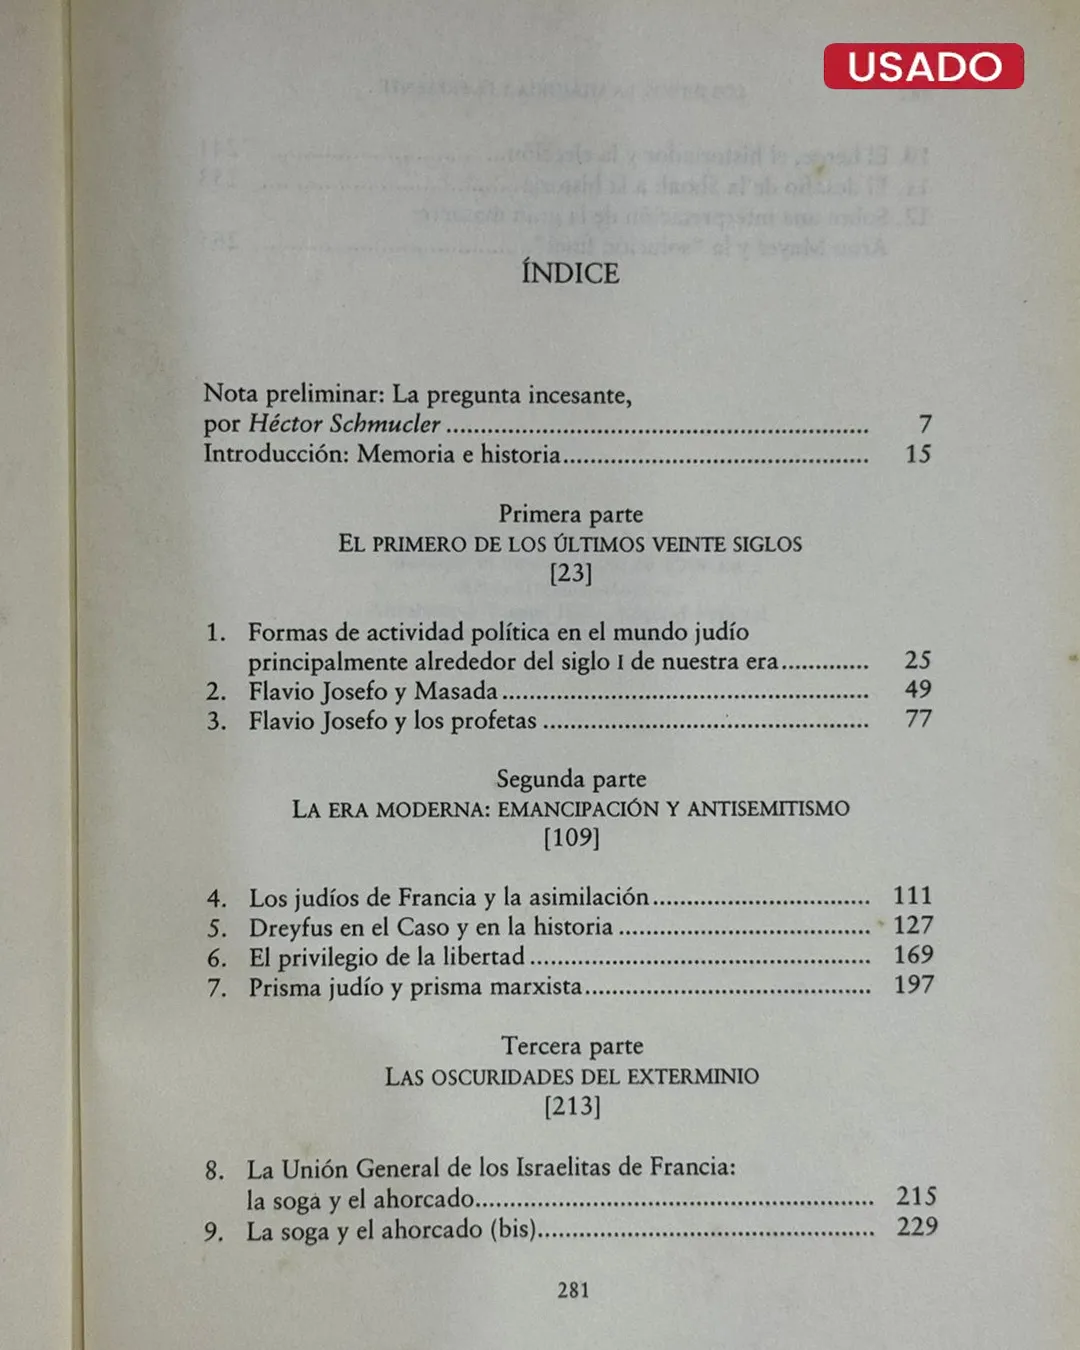 USADO
ÍNDICE
Nota preliminar: La pregunta incesante,
por Héctor Schmucler ............................................................... 7
Introducción: Memoria e historia............................................. 15
Primera parte
EL PRIMERO DE LOS ÚLTIMOS VEINTE SIGLOS
[23]
1. Formas de actividad política en el mundo judío
principalmente alrededor del siglo I de nuestra era............. 25
2. Flavio Josefo y Masada...................................................... 49
3. Flavio Josefo y los profetas ................................................ 77
Segunda parte
LA ERA MODERNA: EMANCIPACIÓN Y ANTISEMITISMO
[109]
4. Los judíos de Francia y la asimilación................................ 111
5. Dreyfus en el Caso y en la historia ..................................... 127
6. El privilegio de la libertad .................................................. 169
7. Prisma judío y prisma marxista.......................................... 197
Tercera parte
LAS OSCURIDADES DEL EXTERMINIO
[213]
8. La Unión General de los Israelitas de Francia:
la soga y el ahorcado.......................................................... 215
9. La soga y el ahorcado (bis)................................................. 229
281